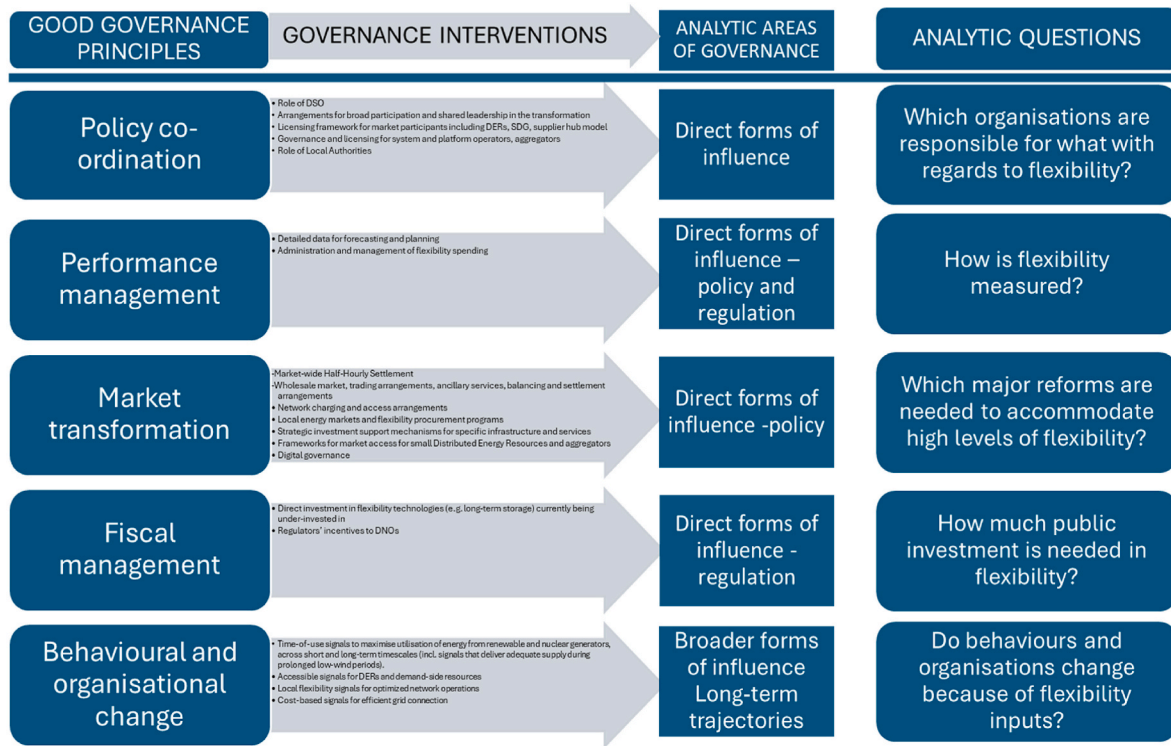 GOOD GOVERNANCE
PRINCIPLES
GOVERNANCE INTERVENTIONS
ANALYTIC AREAS
OF GOVERNANCE
ANALYTIC QUESTIONS
Policy co-
ordination
• Role of DSO
• Arrangements for broad participation and shared leadership in the transformation
• Licensing framework for market participants including DERs, SDG, supplier hub model
• Governance and licensing for system and platform operators, aggregators
• Role of Local Authorities
Direct forms of
influence
Which organisations are
responsible for what with
regards to flexibility?
Performance
management
• Detailed data for forecasting and planning
• Administration and management of flexibility spending
Direct forms of
influence –
policy and
regulation
How is flexibility
measured?
Market
transformation
-Market-wide Half-Hourly Settlement
-Wholesale market, trading arrangements, ancillary services, balancing and settlement
arrangements
• Network charging and access arrangements
• Local energy markets and flexibility procurement programs
• Strategic investment support mechanisms for specific infrastructure and services
• Frameworks for market access for small Distributed Energy Resources and aggregators
• Digital governance
Direct forms of
influence -policy
Which major reforms are
needed to accommodate
high levels of flexibility?
Fiscal
management
• Direct investment in flexibility technologies (e.g. long-term storage) currently being
under-invested in
• Regulators' incentives to DNOs
Direct forms of
influence -
regulation
How much public
investment is needed in
flexibility?
Behavioural and
organisational
change
• Time-of-use signals to maximise utilisation of energy from renewable and nuclear generators,
across short and long-term timescales (incl. signals that deliver adequate supply during
prolonged low-wind periods).
• Accessible signals for DERs and demand-side resources
• Local flexibility signals for optimized network operations
• Cost-based signals for efficient grid connection
Broader forms
of influence
Long-term
trajectories
Do behaviours and
organisations change
because of flexibility
inputs?